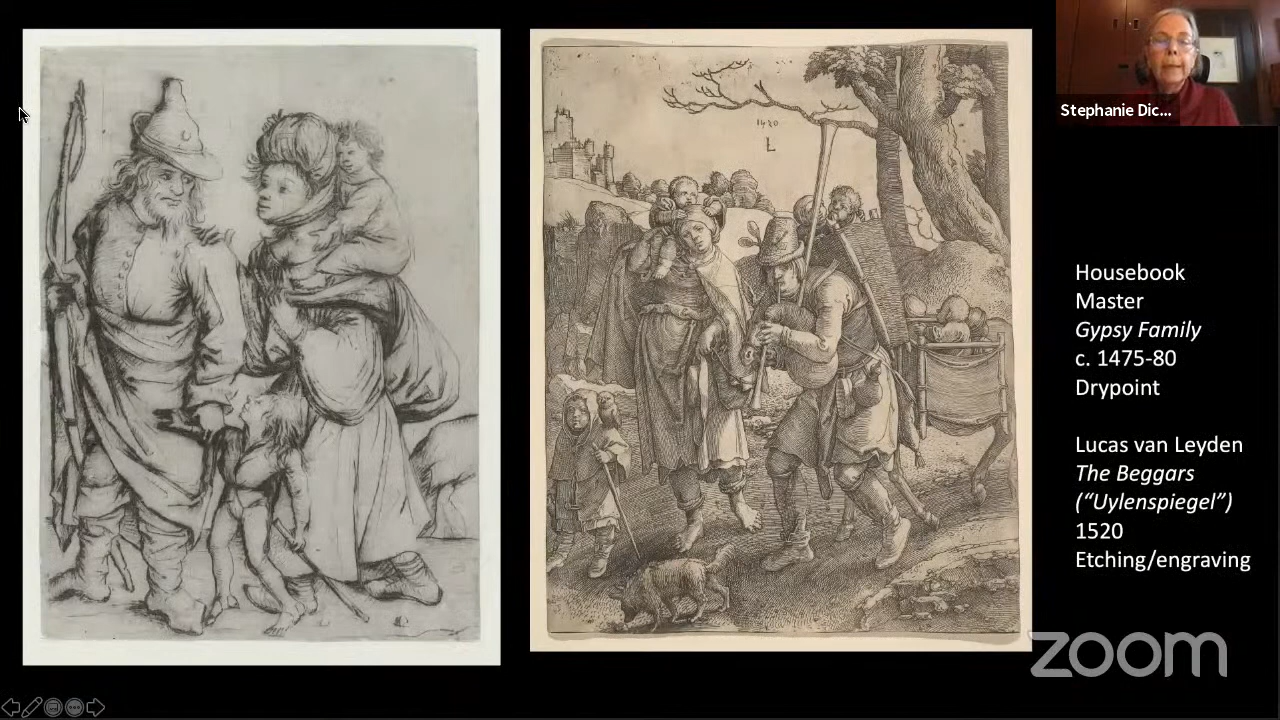 Stephanie Dic...
1520
L
Housebook
Master
Gypsy Family
c. 1475-80
Drypoint
Lucas van Leyden
The Beggars
(“Uylenspiegel”)
1520
Etching/engraving
zoom